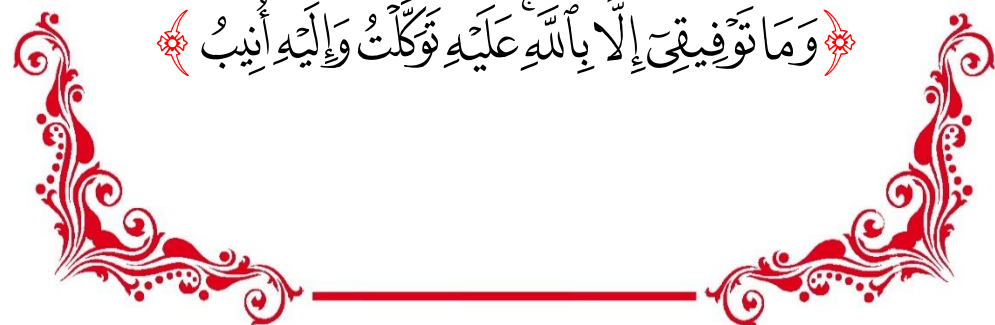 ﴿وَمَا تَوْفِيقِىٓ إِلَّا بِٱللَّهِ ۚ عَلَيْهِ تَوَكَّلْتُ وَإِلَيْهِ أُنِيبُ﴾